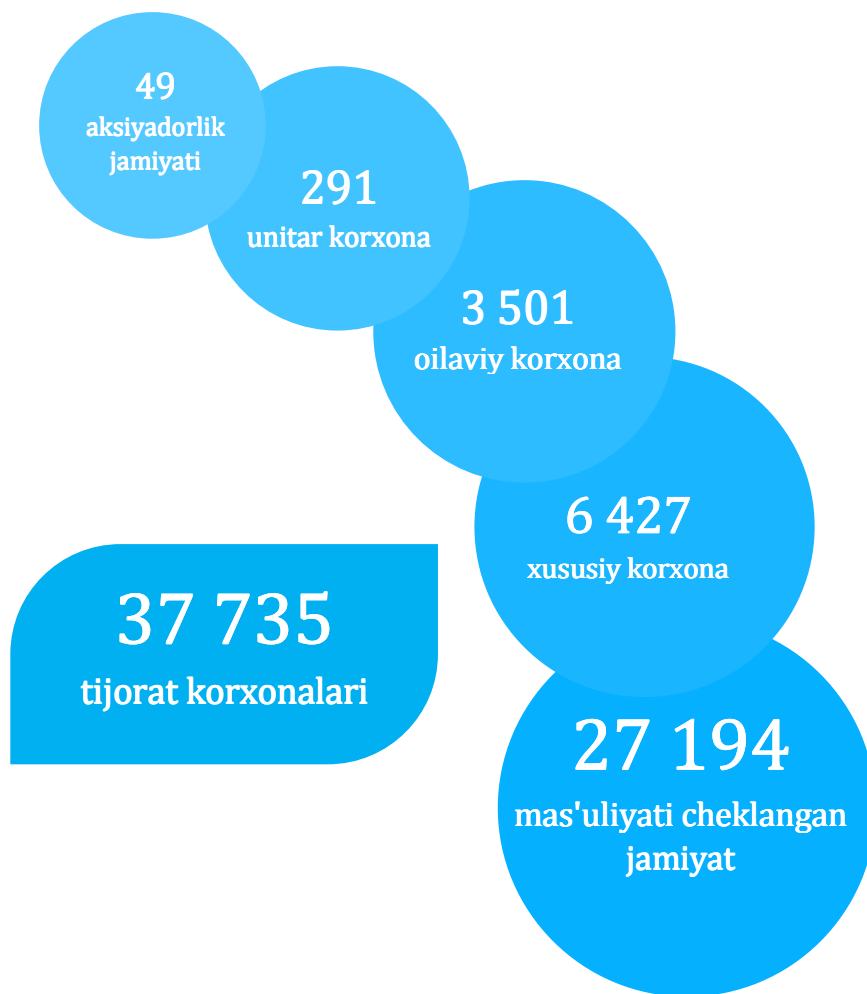 49
aksiyadorlik
jamiyati
291
unitar korxona
3 501
oilaviy korxona
6 427
xususiy korxona
37 735
tijorat korxonalari
27 194
mas'uliyati cheklangan
jamiyat